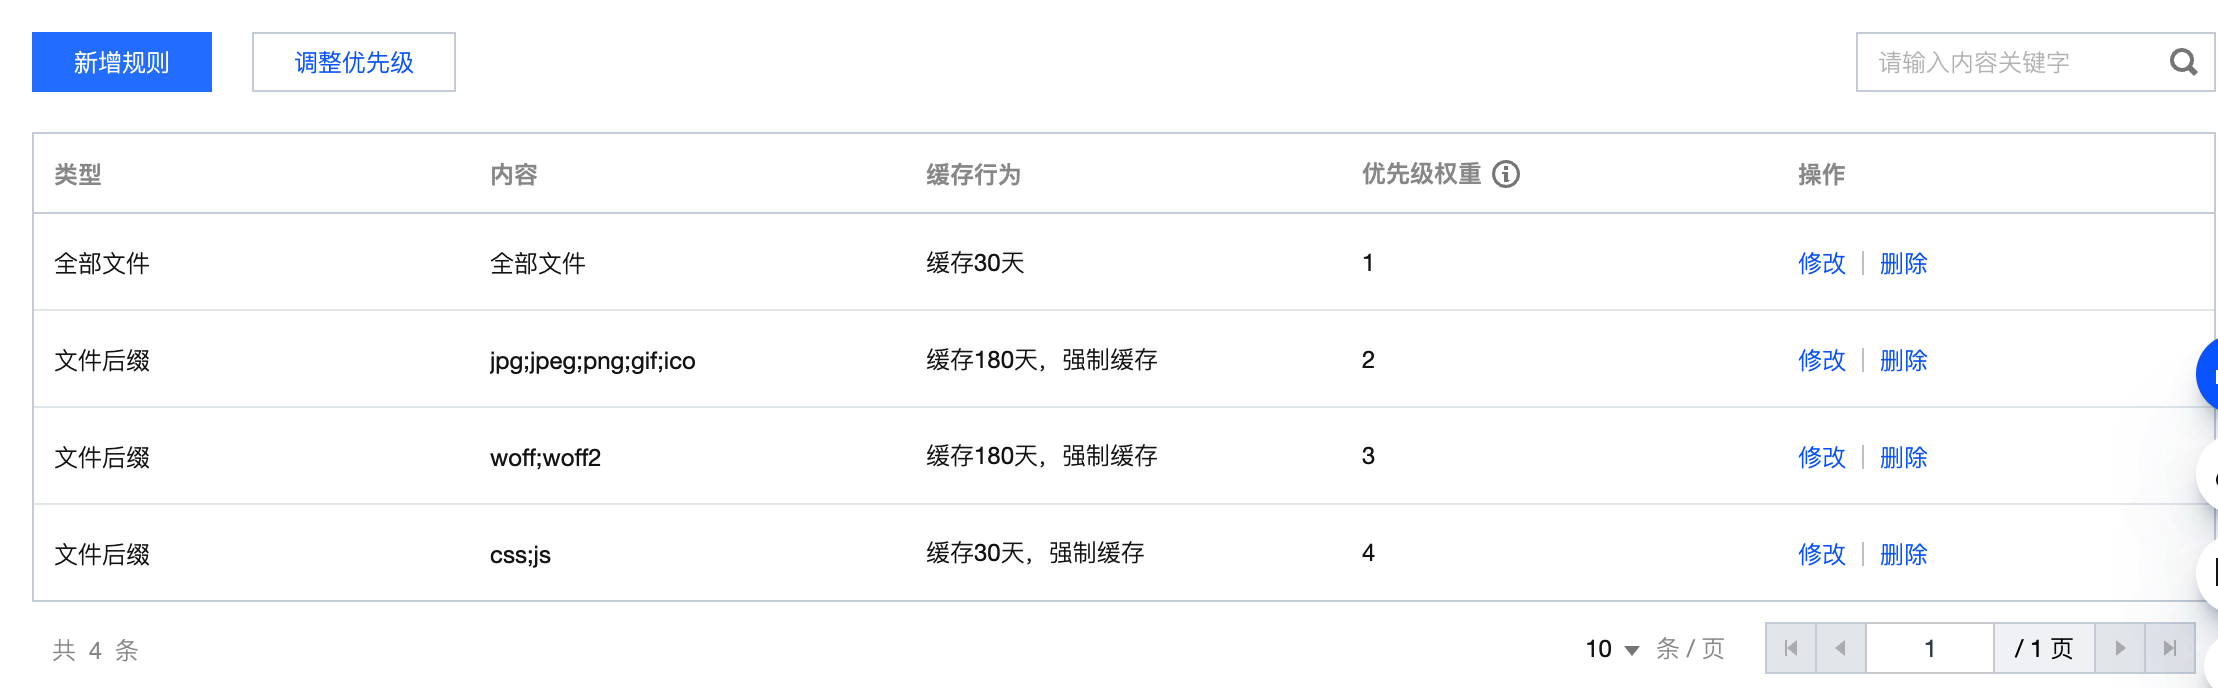 新增规则 调整优先级 请输入内容关键字
类型 内容 缓存行为 优先级权重 操作
全部文件 全部文件 缓存30天 1 修改 删除
文件后缀 jpg;jpeg;png;gif;ico 缓存180天，强制缓存 2 修改 删除
文件后缀 woff;woff2 缓存180天，强制缓存 3 修改 删除
文件后缀 css;js 缓存30天，强制缓存 4 修改 删除
共 4 条 10 条 / 页 1 / 1 页